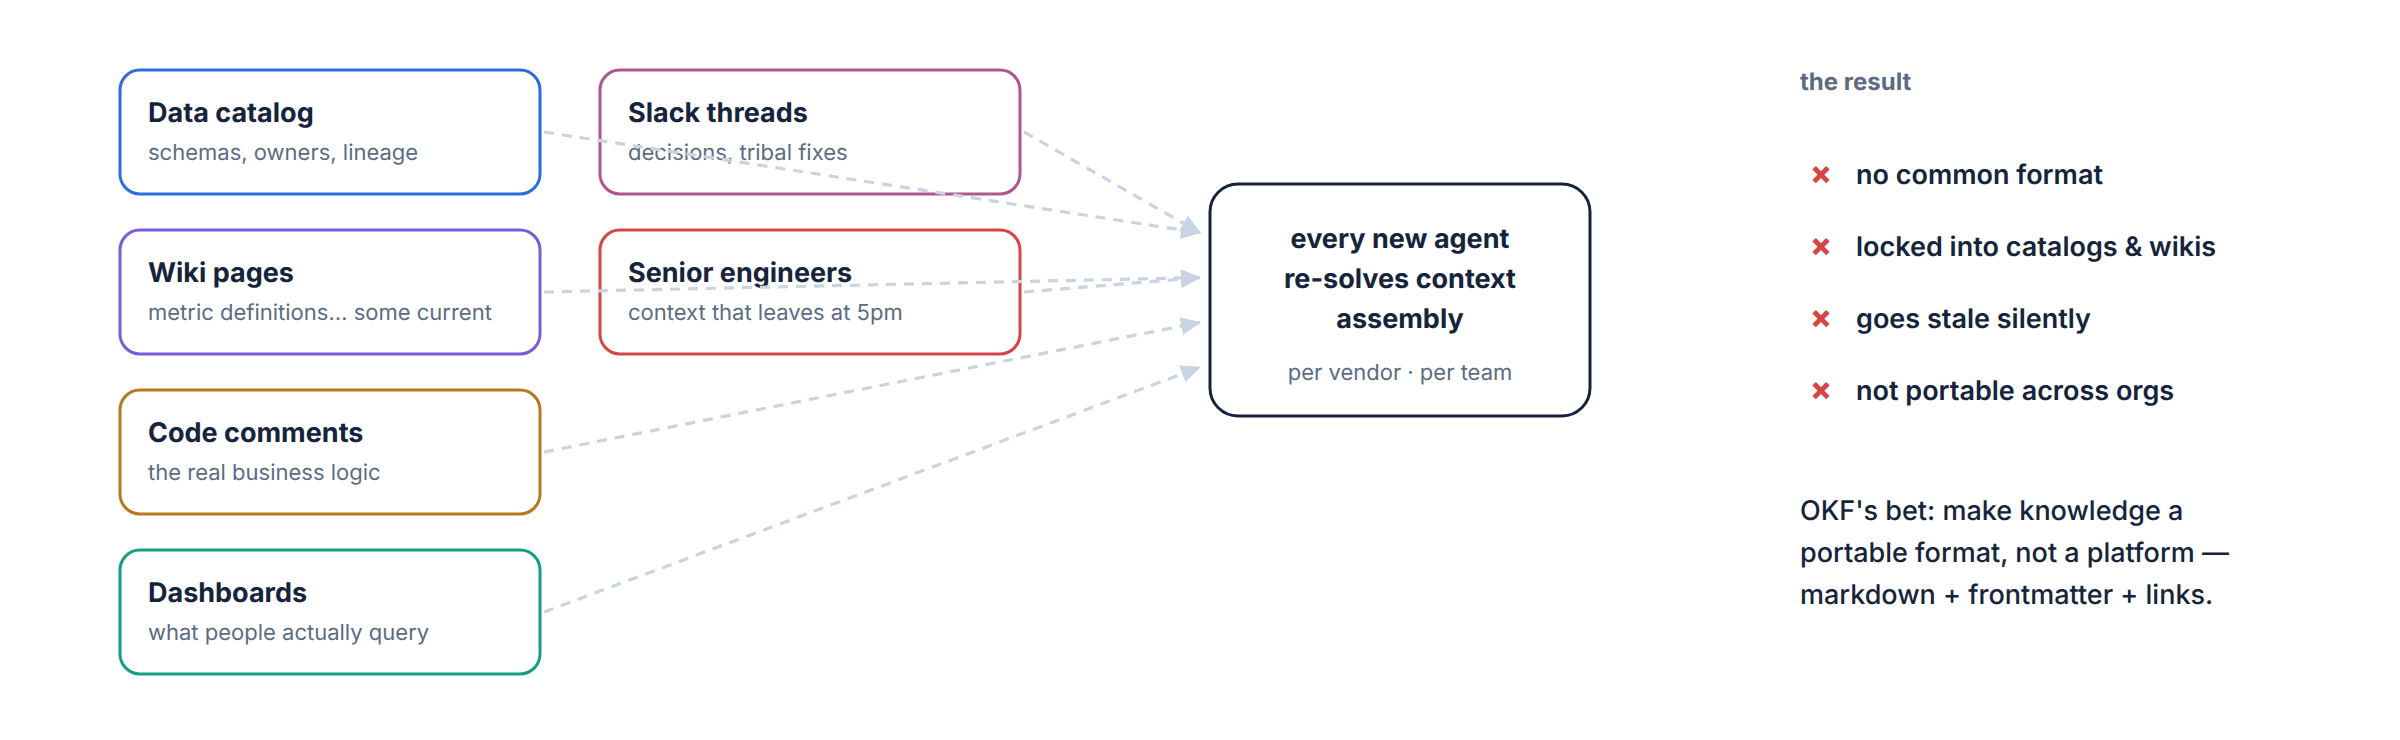 Data catalog
schemas, owners, lineage
Slack threads
decisions, tribal fixes
Wiki pages
metric definitions... some current
Senior engineers
context that leaves at 5pm
Code comments
the real business logic
Dashboards
what people actually query
every new agent
re-solves context
assembly
per vendor · per team
the result
✖ no common format
✖ locked into catalogs & wikis
✖ goes stale silently
✖ not portable across orgs
OKF's bet: make knowledge a
portable format, not a platform —
markdown + frontmatter + links.